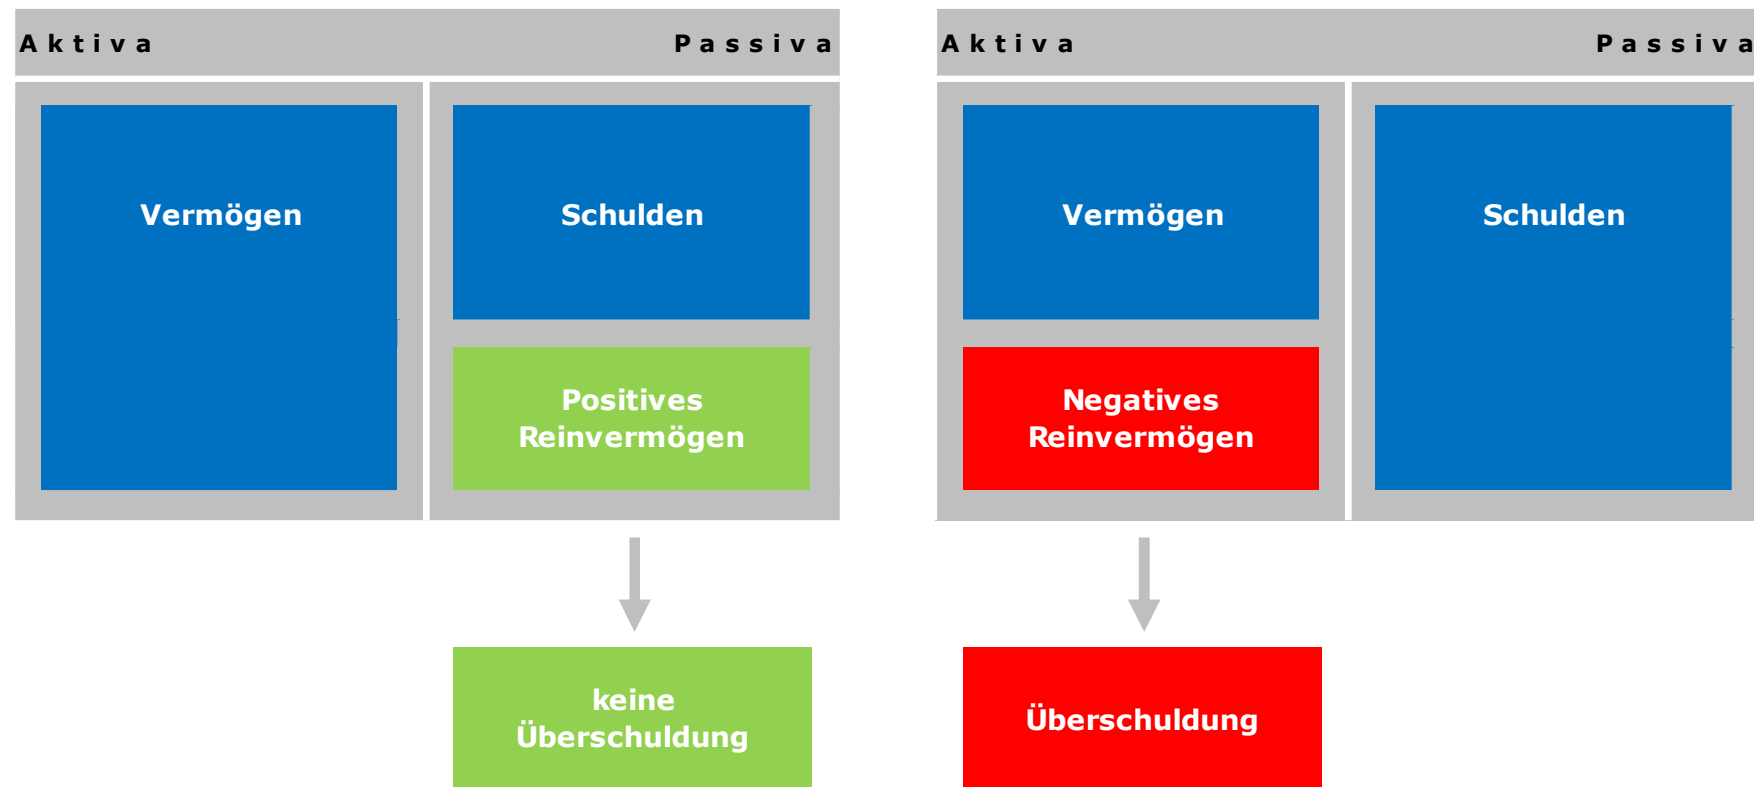 Aktiva Passiva
Vermögen
Schulden
Positives
Reinvermögen
keine
Überschuldung
Aktiva Passiva
Vermögen
Schulden
Negatives
Reinvermögen
Überschuldung